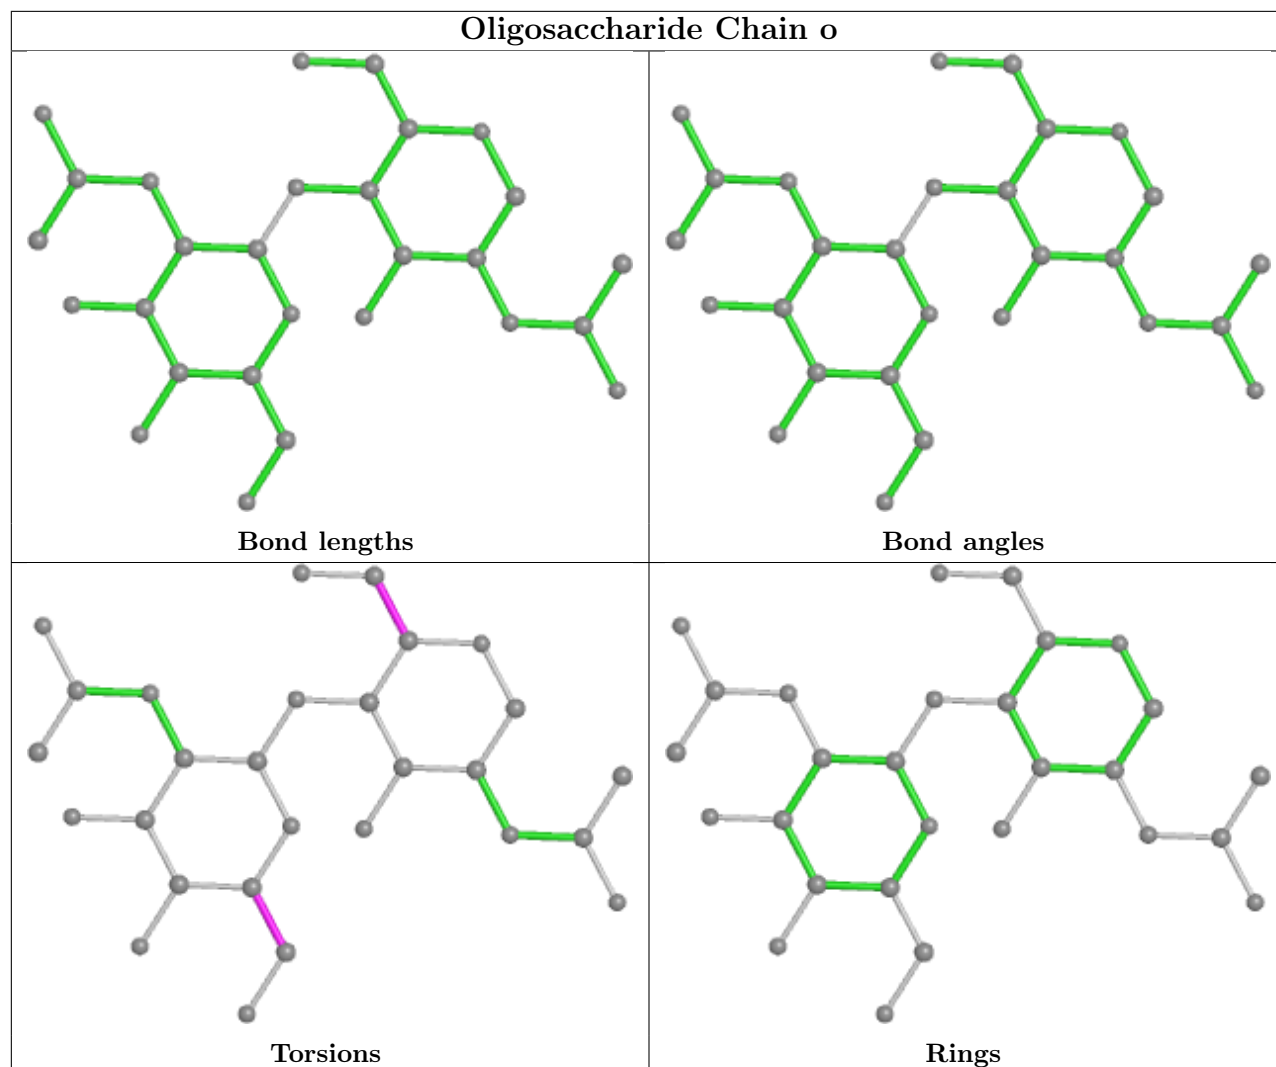 Oligosaccharide Chain o
Bond lengths
Bond angles
Torsions
Rings